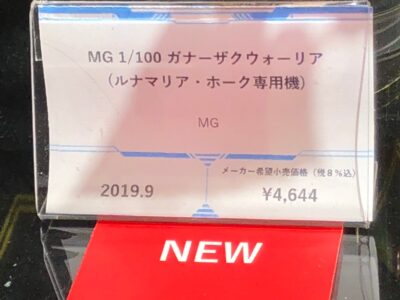 MG 1/100 ガナーザクウォーリア
（ルナマリア・ホーク専用機）
MG
メーカー希望小売価格（税8％込）
2019.9
¥4,644
NEW